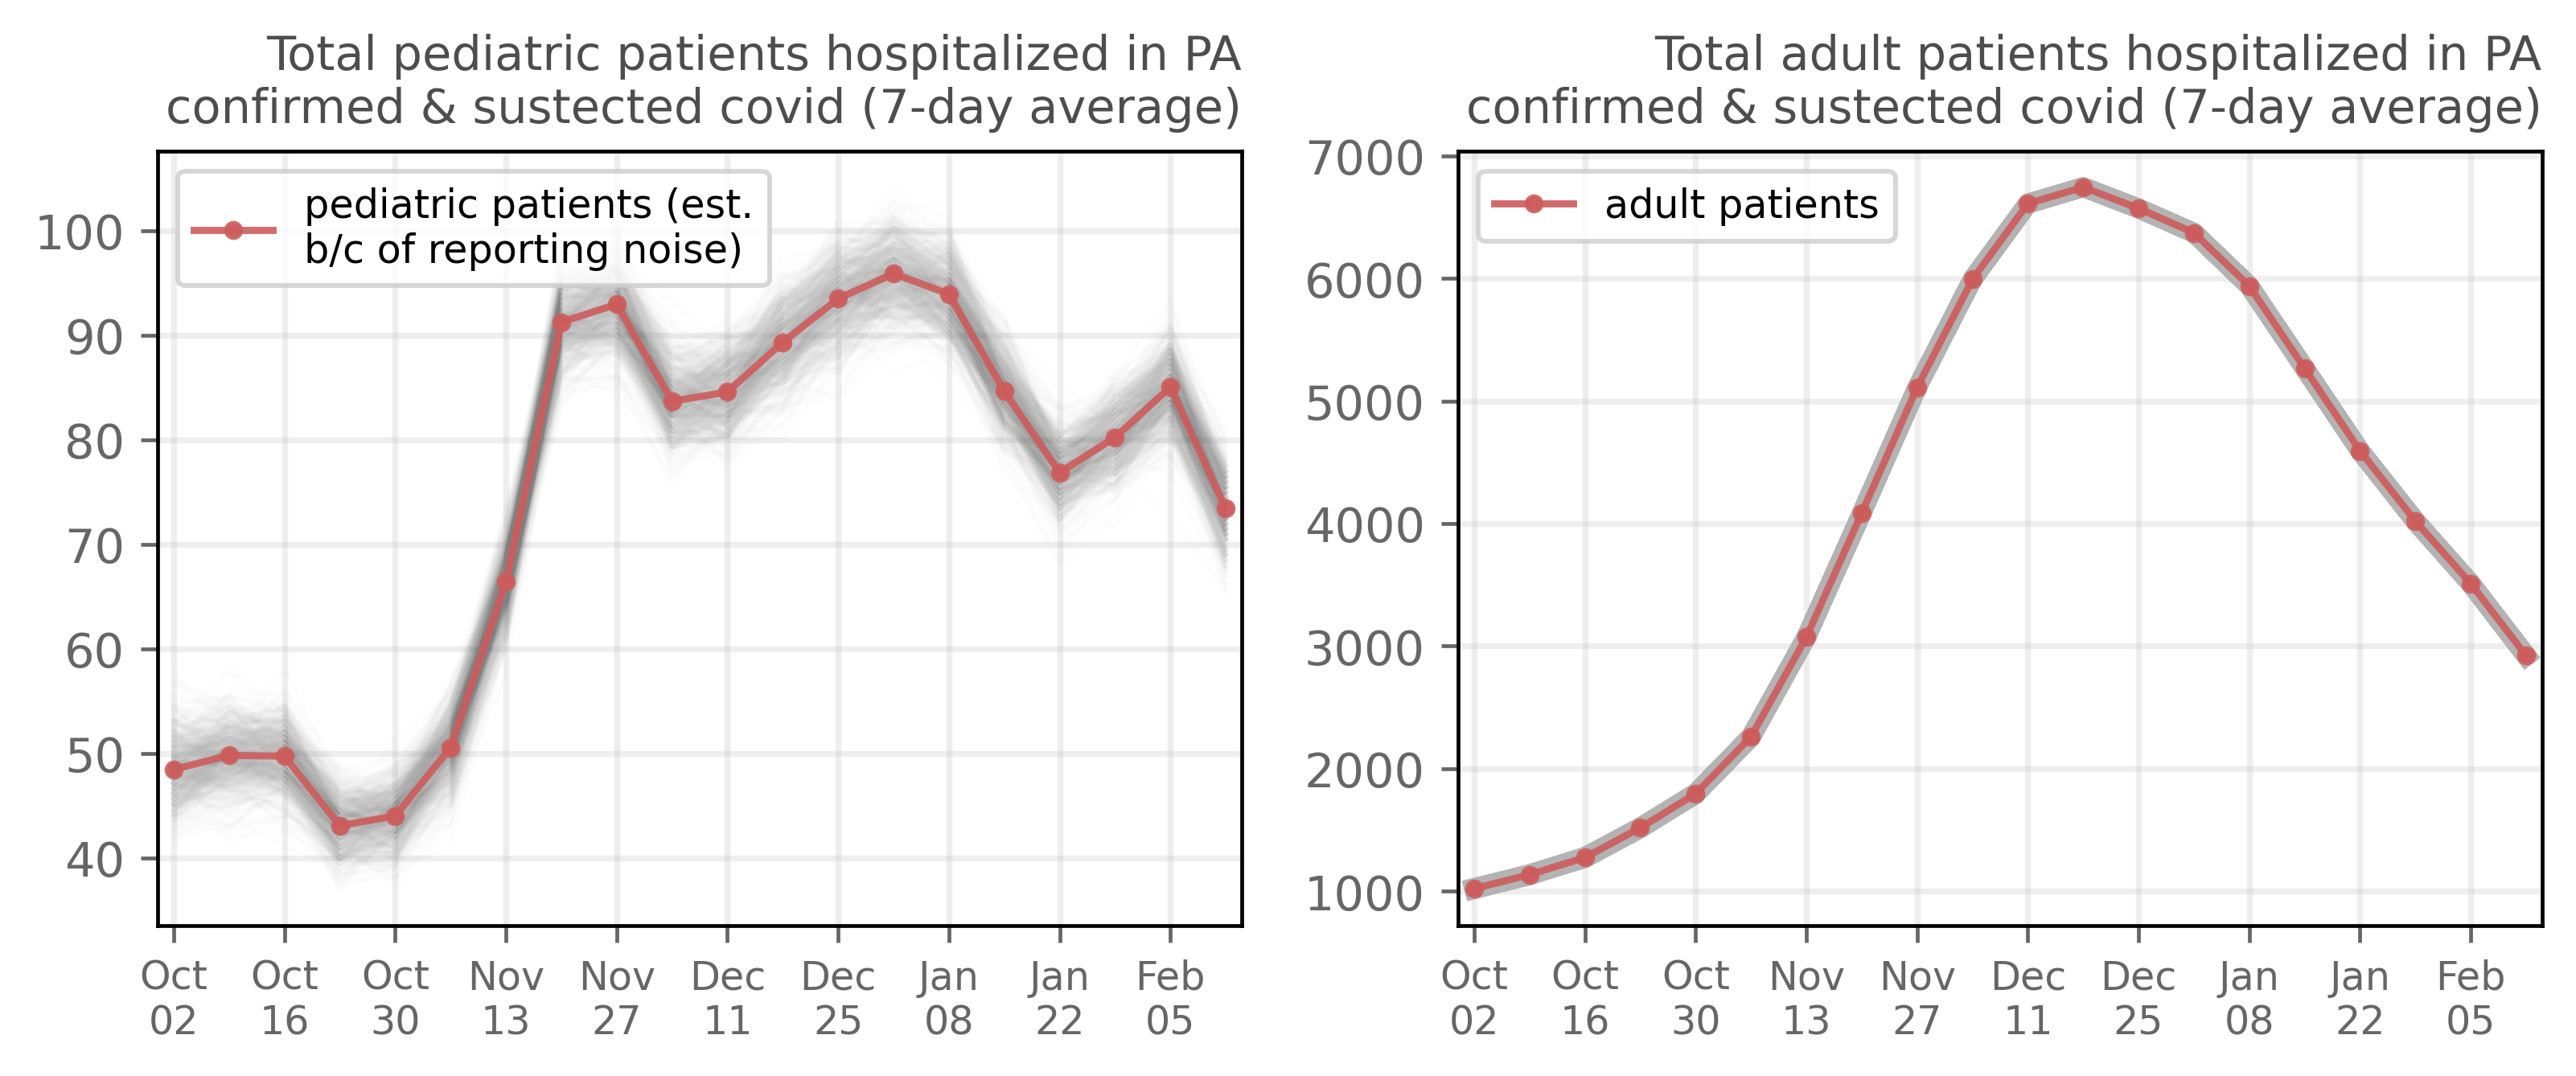 Total pediatric patients hospitalized in PA
confirmed & sustected covid (7-day average)
pediatric patients (est.
b/c of reporting noise)
100
90
80
70
60
50
40
Oct Oct Oct Nov Nov Dec Dec Jan Jan Feb
02 16 30 13 27 11 25 08 22 05
Total adult patients hospitalized in PA
confirmed & sustected covid (7-day average)
adult patients
7000
6000
5000
4000
3000
2000
1000
Oct Oct Oct Nov Nov Dec Dec Jan Jan Feb
02 16 30 13 27 11 25 08 22 05